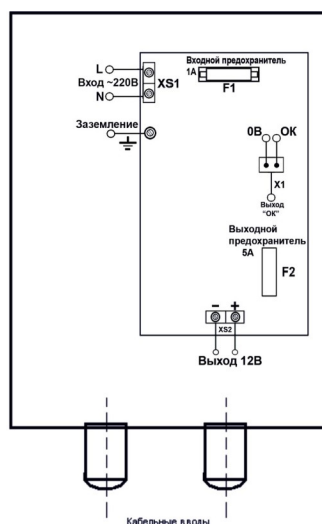 Входной предохранитель
1А
F1
L
Вход ~220В
N
XS1
Заземление
0В ОК
X1
Выход
"ОК"
Выходной
предохранитель
5А
F2
- +
XS2
Выход 12В
Кабельные вводы